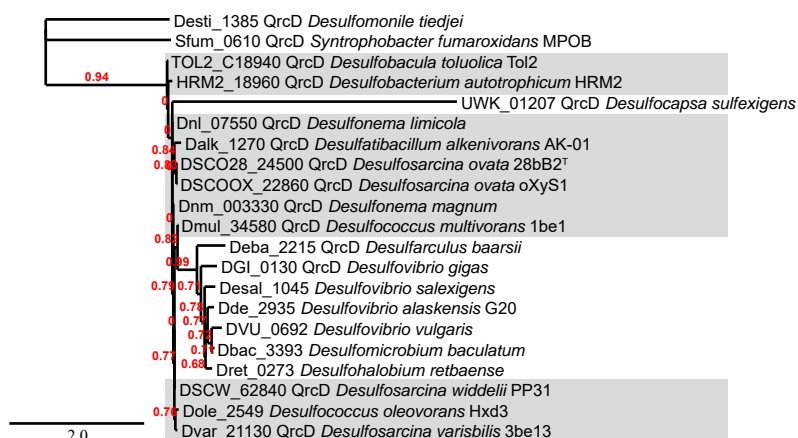 Desti_1385 QrcD Desulfomonile tiedjei
Sfum_0610 QrcD Syntrophobacter fumaroxidans MPOB
TOL2_C18940 QrcD Desulfobacula toluolica Tol2
0.94
HRM2_18960 QrcD Desulfobacterium autotrophicum HRM2
0
UWK_01207 QrcD Desulfocapsa sulfexigens
Dnl_07550 QrcD Desulfonema limicola
0
Dalk_1270 QrcD Desulfatibacillum alkenivorans AK-01
0.84
DSCO28_24500 QrcD Desulfosarcina ovata 28bB2ᵀ
DSCOOX_22860 QrcD Desulfosarcina ovata oXyS1
Dnm_003330 QrcD Desulfonema magnum
0
Dmul_34580 QrcD Desulfococcus multivorans 1be1
Deba_2215 QrcD Desulfarculus baarsii
DGI_0130 QrcD Desulfovibrio gigas
0.79
Desal_1045 QrcD Desulfovibrio salexigens
0.78
Dde_2935 QrcD Desulfovibrio alaskensis G20
0
DVU_0692 QrcD Desulfovibrio vulgaris
Dbac_3393 QrcD Desulfomicrobium baculatum
0.77
0.68
Dret_0273 QrcD Desulfohalobium retbaense
DSCW_62840 QrcD Desulfosarcina widdelii PP31
0.76
Dole_2549 QrcD Desulfococcus oleovorans Hxd3
Dvar_21130 QrcD Desulfosarcina varisbilis 3be13
2.0